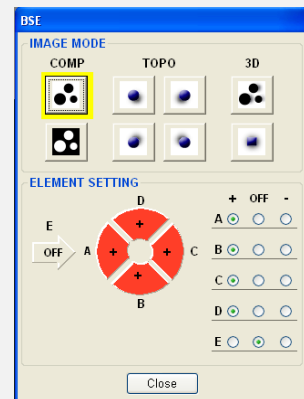 BSE
IMAGE MODE
COMP TOPO 3D
ELEMENT SETTING
+ OFF -
D
A
E
+
B
OFF A + + C
C
+
D
B
E
Close